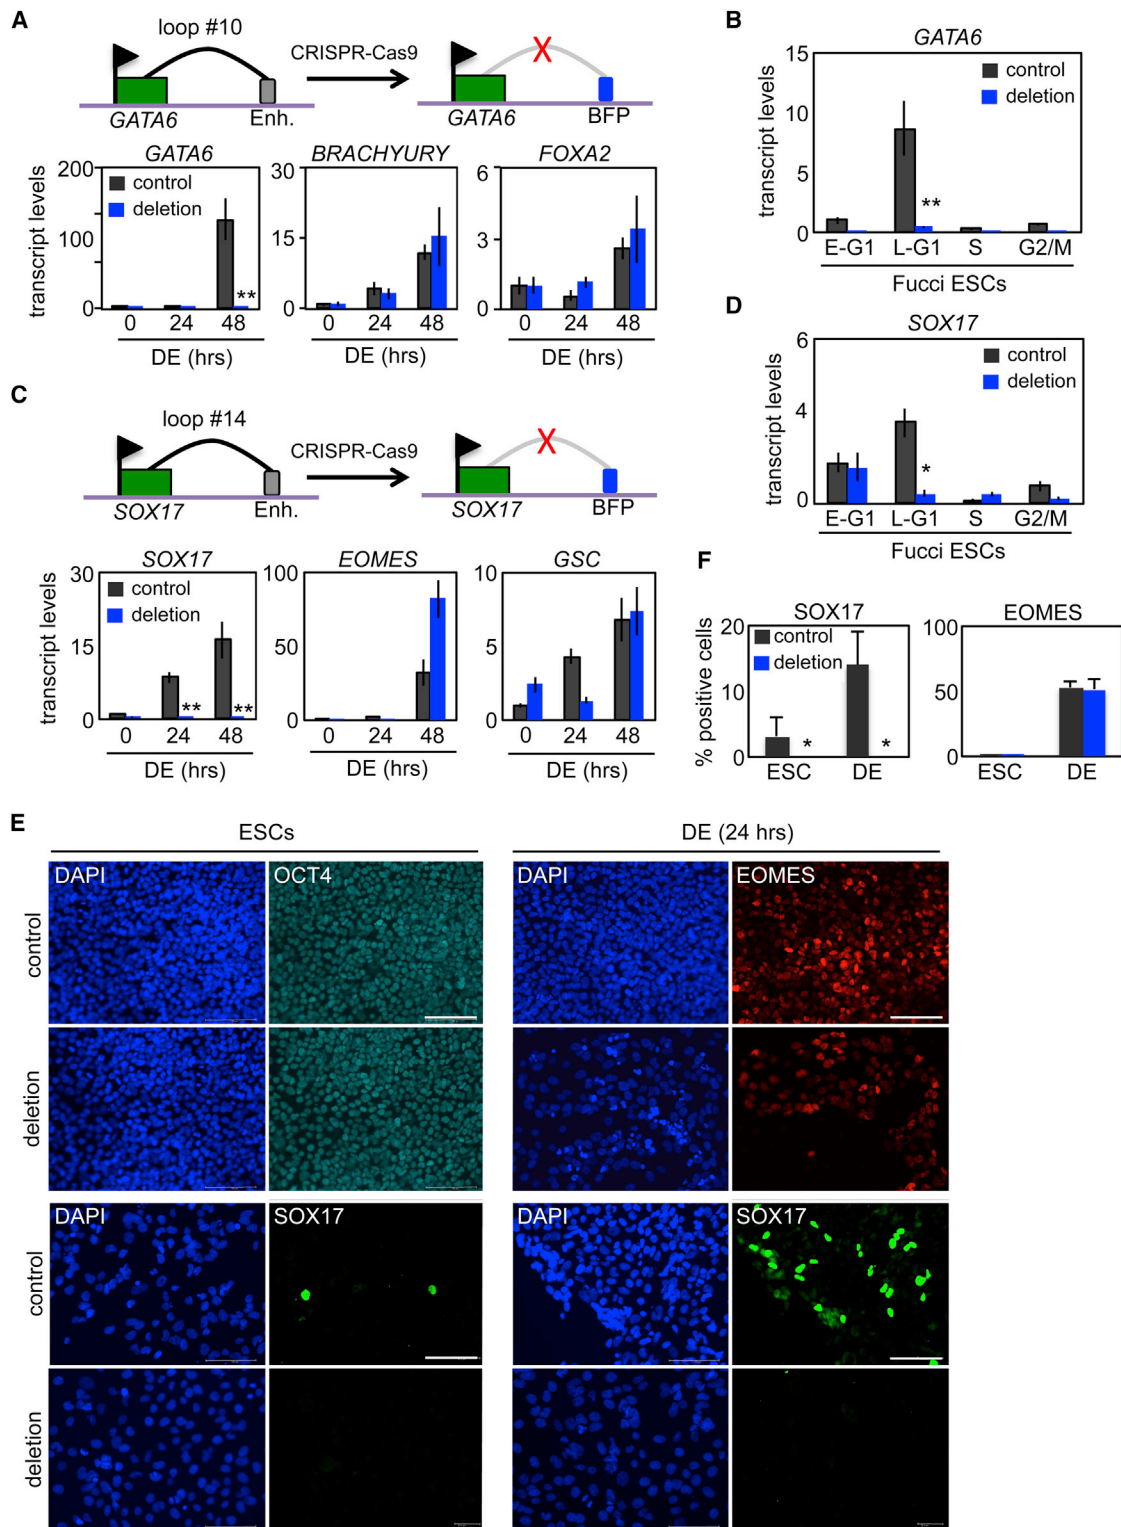 A
loop #10
CRISPR-Cas9
X
GATA6
Enh.
GATA6
BFP
transcript levels
GATA6
200
100
0
control
deletion
**
0 24 48
DE (hrs)
BRACHYURY
30
15
0
0 24 48
DE (hrs)
FOXA2
6
3
0
0 24 48
DE (hrs)
B
GATA6
transcript levels
15
10
5
0
control
deletion
**
E-G1 L-G1 S G2/M
Fucci ESCs
C
loop #14
CRISPR-Cas9
X
SOX17
Enh.
SOX17
BFP
transcript levels
SOX17
30
15
0
control
deletion
** **
0 24 48
DE (hrs)
EOMES
100
50
0
0 24 48
DE (hrs)
GSC
10
5
0
0 24 48
DE (hrs)
D
SOX17
transcript levels
6
4
2
0
control
deletion
*
E-G1 L-G1 S G2/M
Fucci ESCs
F
SOX17
% positive cells
20
10
0
control
deletion
* *
ESC DE
EOMES
100
50
0
ESC DE
E
ESCs
DE (24 hrs)
control
DAPI
OCT4
DAPI
EOMES
deletion
control
DAPI
SOX17
DAPI
SOX17
deletion